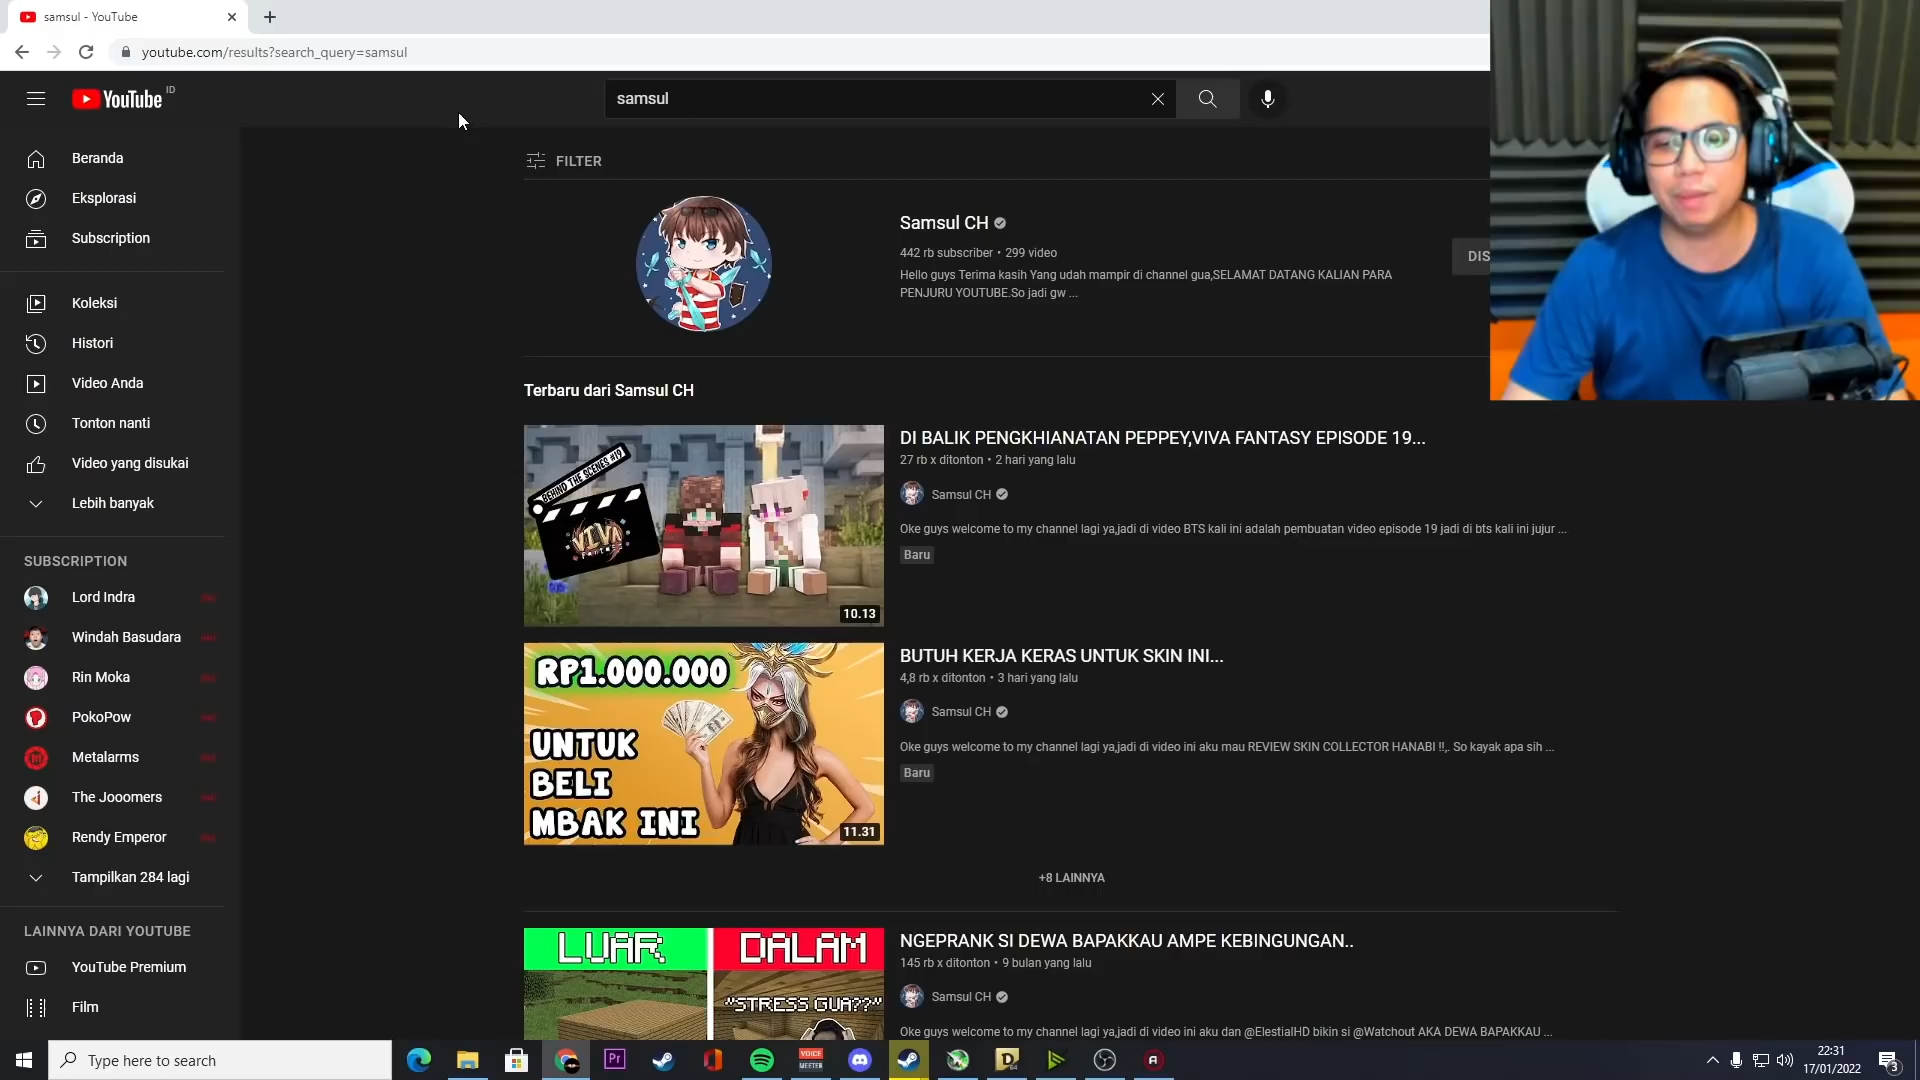 samsul - YouTube
youtube.com/results?search_query=samsul
YouTube ID
samsul
Beranda
Eksplorasi
Subscription
Koleksi
Histori
Video Anda
Tonton nanti
Video yang disukai
Lebih banyak
SUBSCRIPTION
Lord Indra
Windah Basudara
Rin Moka
PokoPow
Metalarms
The Jooomers
Rendy Emperor
Tampilkan 284 lagi
LAINNYA DARI YOUTUBE
YouTube Premium
Film
FILTER
Samsul CH
442 rb subscriber • 299 video
Hello guys Terima kasih Yang udah mampir di channel gua,SELAMAT DATANG KALIAN PARA
PENJURU YOUTUBE.So jadi gw ...
DIS
Terbaru dari Samsul CH
BEHIND THE SCENES #19
VIVA
10.13
DI BALIK PENGKHIANATAN PEPPEY,VIVA FANTASY EPISODE 19...
27 rb x ditonton • 2 hari yang lalu
Samsul CH
Oke guys welcome to my channel lagi ya,jadi di video BTS kali ini adalah pembuatan video episode 19 jadi di bts kali ini jujur ...
Baru
RP1.000.000
UNTUK
BELI
MBAK INI
11.31
BUTUH KERJA KERAS UNTUK SKIN INI...
4,8 rb x ditonton • 3 hari yang lalu
Samsul CH
Oke guys welcome to my channel lagi ya,jadi di video ini aku mau REVIEW SKIN COLLECTOR HANABI !!,. So kayak apa sih ...
Baru
+8 LAINNYA
LUAR
DALAM
"STRESS GUA??"
NGEPRANK SI DEWA BAPAKKAU AMPE KEBINGUNGAN..
145 rb x ditonton • 9 bulan yang lalu
Samsul CH
Oke guys welcome to my channel lagi ya,jadi di video ini aku dan @ElestialHD bikin si @Watchout AKA DEWA BAPAKKAU ...
Type here to search
Pr
VOICE
MEETER
D
22:31
17/01/2022
3